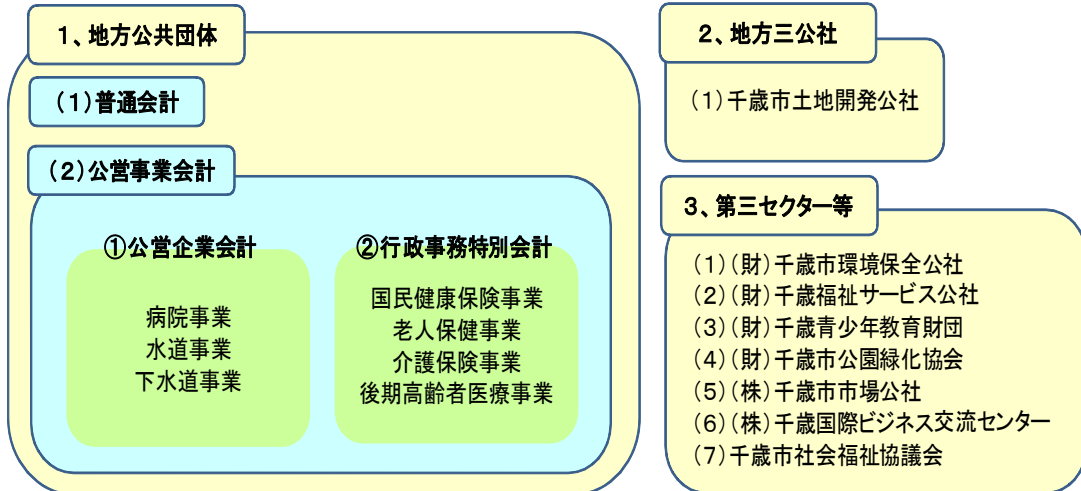 1、地方公共団体
(1)普通会計
(2)公営事業会計
①公営企業会計
病院事業
水道事業
下水道事業
②行政事務特別会計
国民健康保険事業
老人保健事業
介護保険事業
後期高齢者医療事業
2、地方三公社
(1)千歳市土地開発公社
3、第三セクター等
(1)(財)千歳市環境保全公社
(2)(財)千歳福祉サービス公社
(3)(財)千歳青少年教育財団
(4)(財)千歳市公園緑化協会
(5)(株)千歳市市場公社
(6)(株)千歳国際ビジネス交流センター
(7)千歳市社会福祉協議会